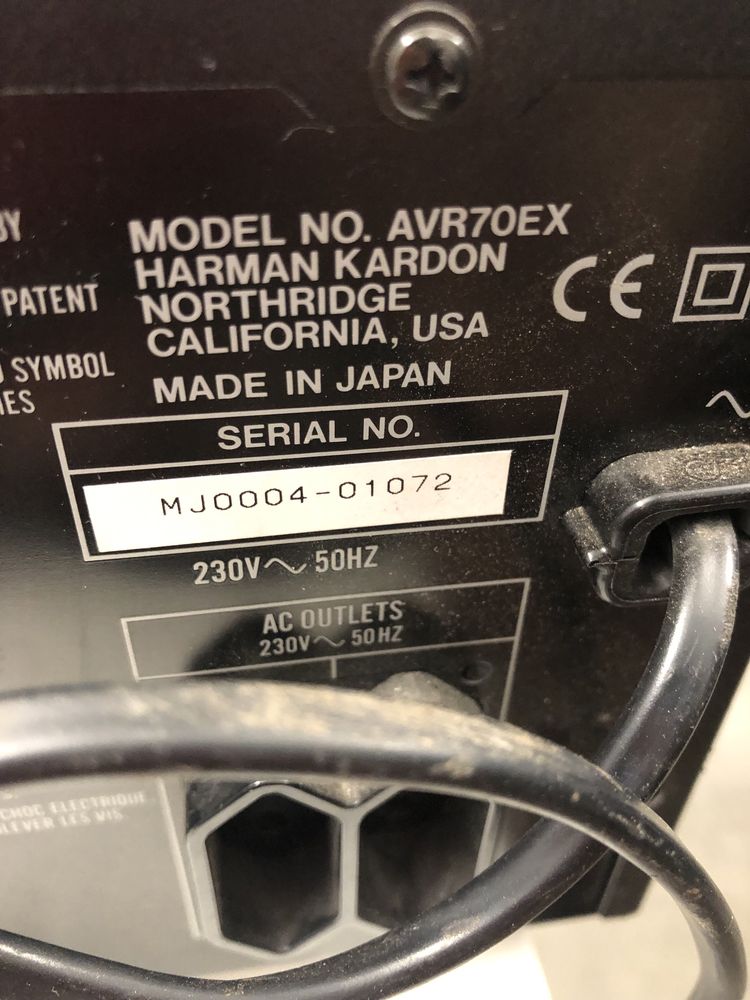 BY
PATENT
SYMBOL
IES
MODEL NO. AVR70EX
HARMAN KARDON
NORTHRIDGE
CALIFORNIA, USA
MADE IN JAPAN
CE
SERIAL NO.
MJ0004-01072
230V～50HZ
AC OUTLETS
230V～50HZ
CHOC ELECTRIQUE
LEVER LES VIS.